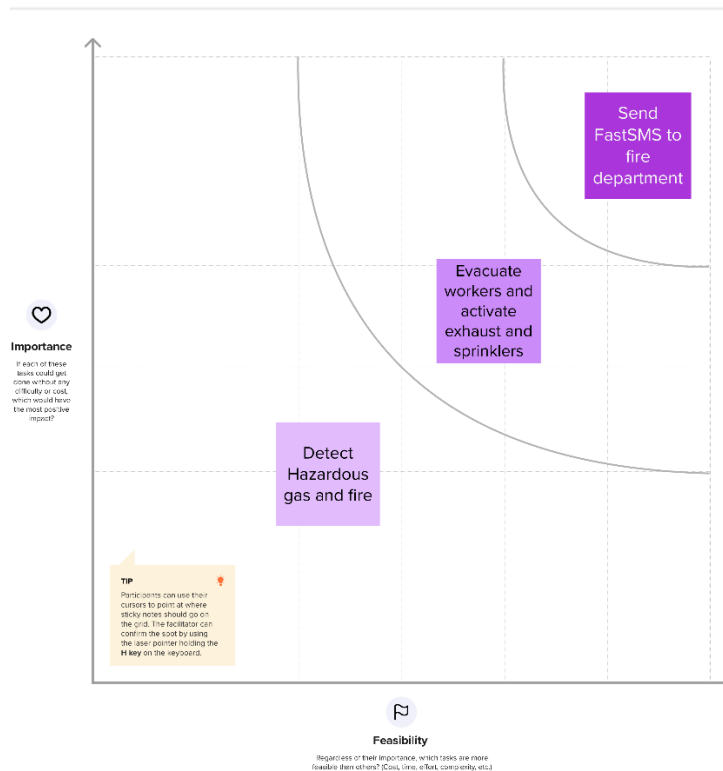 Send
FastSMS to
fire
department
Evacuate
workers and
activate
exhaust and
sprinklers
Importance
If each of these
tasks could get
done without any
difficulty or cost,
which would have
the most positive
impact?
Detect
Hazardous
gas and fire
TIP
Participants can use their
cursors to point at where
sticky notes should go on
the grid. The facilitator can
confirm the spot by using
the laser pointer holding the
H key on the keyboard.
Feasibility
Regardless of their importance, which tasks are more
feasible than others? (Cost, time, effort, complexity, etc.)